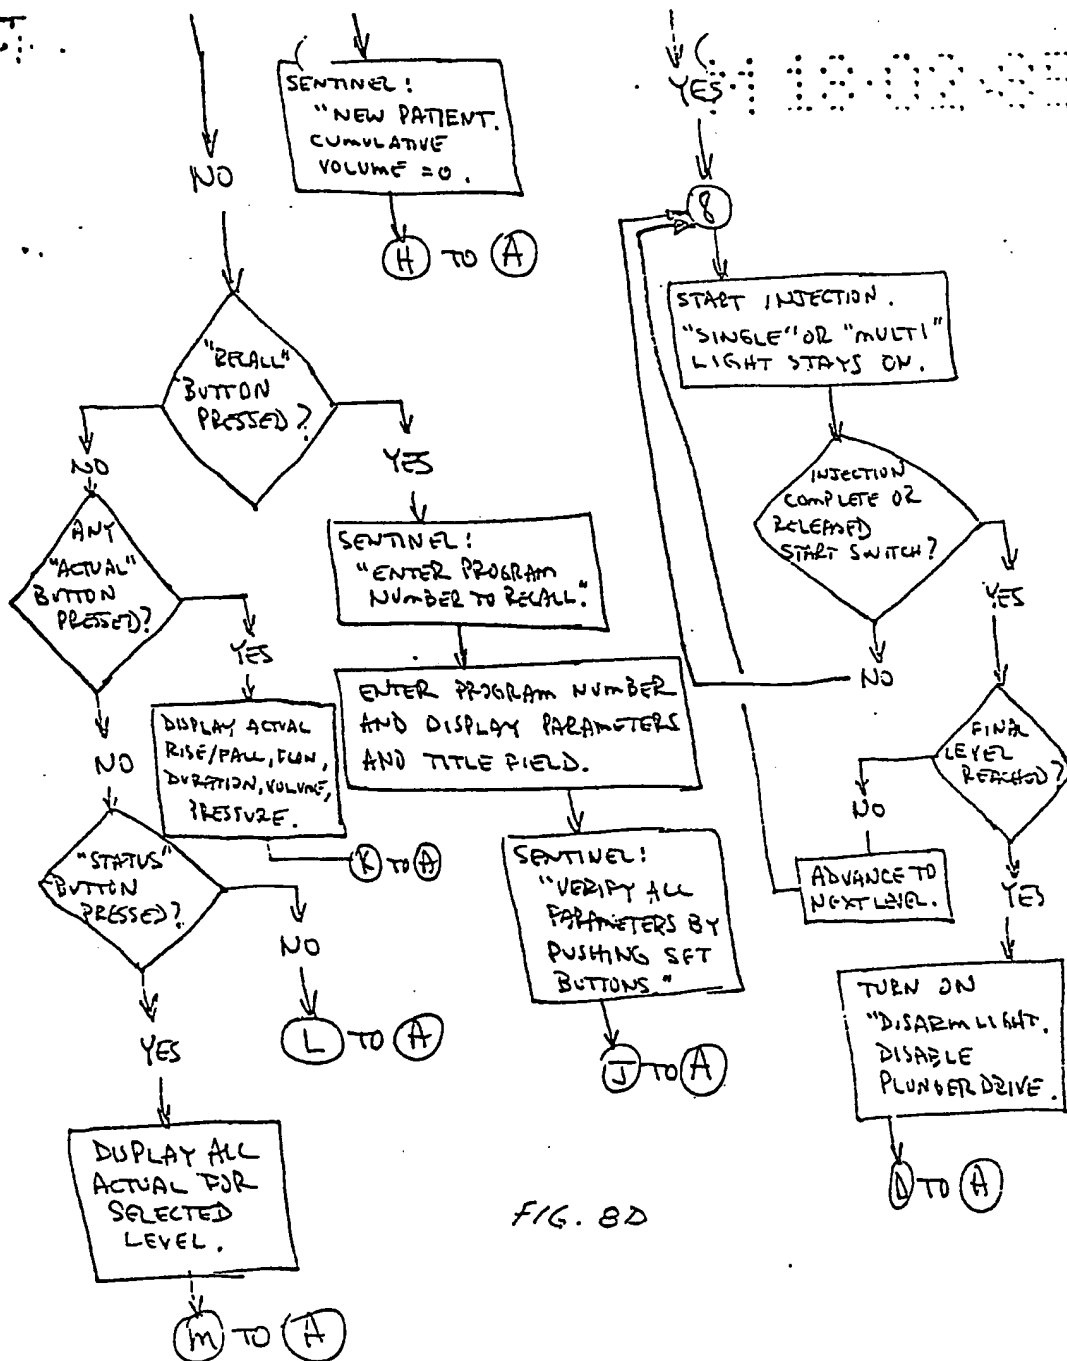 SENTINEL:
"NEW PATIENT.
CUMULATIVE
VOLUME = 0.
NO
H TO A
"RECALL"
BUTTON
PRESSED?
NO
YES
ANY
"ACTUAL"
BUTTON
PRESSED?
YES
NO
SENTINEL:
"ENTER PROGRAM
NUMBER TO RECALL."
DISPLAY ACTUAL
RISE/FALL, FLOW,
DURATION, VOLUME,
PRESSURE.
K TO A
ENTER PROGRAM NUMBER
AND DISPLAY PARAMETERS
AND TITLE FIELD.
"STATUS"
BUTTON
PRESSED?
NO
L TO A
YES
SENTINEL:
"VERIFY ALL
PARAMETERS BY
PUSHING SET
BUTTONS."
J TO A
DISPLAY ALL
ACTUAL FOR
SELECTED
LEVEL.
M TO A
YES
8
START INJECTION.
"SINGLE" OR "MULTI"
LIGHT STAYS ON.
INJECTION
COMPLETE OR
RELEASED
START SWITCH?
YES
NO
FINAL
LEVEL
REACHED?
NO
ADVANCE TO
NEXT LEVEL.
YES
TURN ON
"DISARM LIGHT.
DISABLE
PLUNGER DRIVE.
D TO A
FIG. 8D